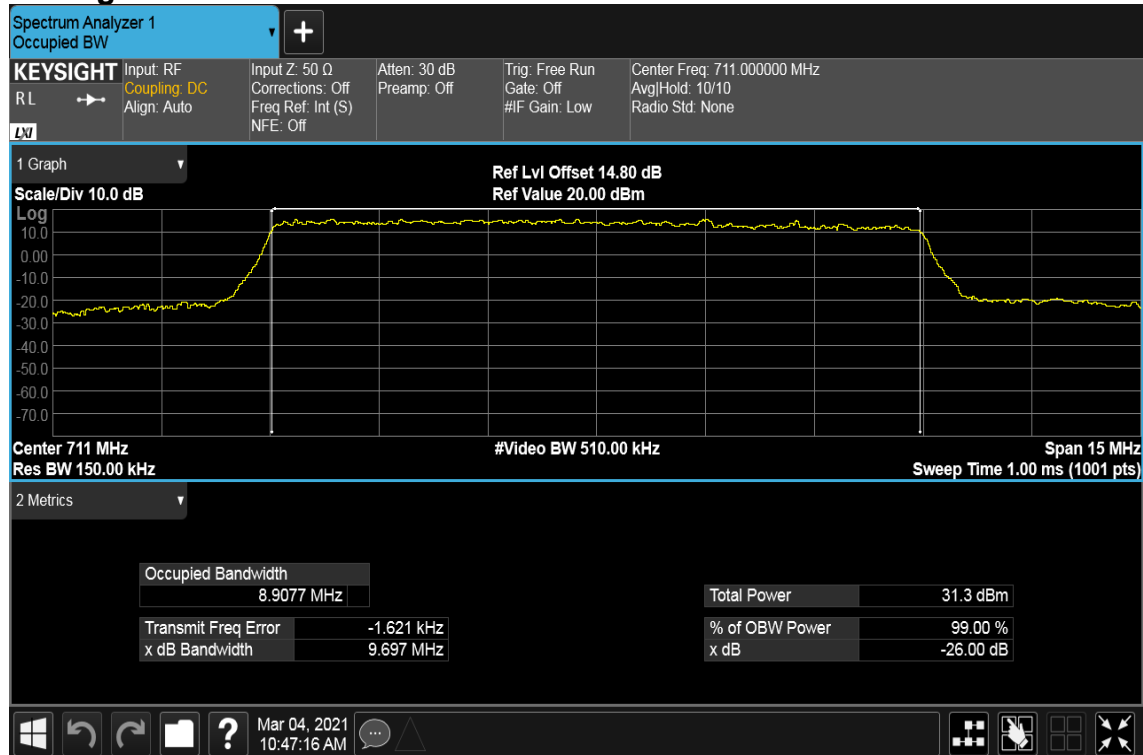 Spectrum Analyzer 1
Occupied BW
KEYSIGHT
RL
LXI
Input: RF
Coupling: DC
Align: Auto
Input Z: 50 Ω
Corrections: Off
Freq Ref: Int (S)
NFE: Off
Atten: 30 dB
Preamp: Off
Trig: Free Run
Gate: Off
#IF Gain: Low
Center Freq: 711.000000 MHz
Avg|Hold: 10/10
Radio Std: None
1 Graph
Scale/Div 10.0 dB
Ref Lvl Offset 14.80 dB
Ref Value 20.00 dBm
Log
10.0
0.00
-10.0
-20.0
-30.0
-40.0
-50.0
-60.0
-70.0
Center 711 MHz
#Video BW 510.00 kHz
Span 15 MHz
Res BW 150.00 kHz
Sweep Time 1.00 ms (1001 pts)
2 Metrics
Occupied Bandwidth
8.9077 MHz
Total Power 31.3 dBm
Transmit Freq Error -1.621 kHz
% of OBW Power 99.00 %
x dB Bandwidth 9.697 MHz
x dB -26.00 dB
?
Mar 04, 2021
10:47:16 AM